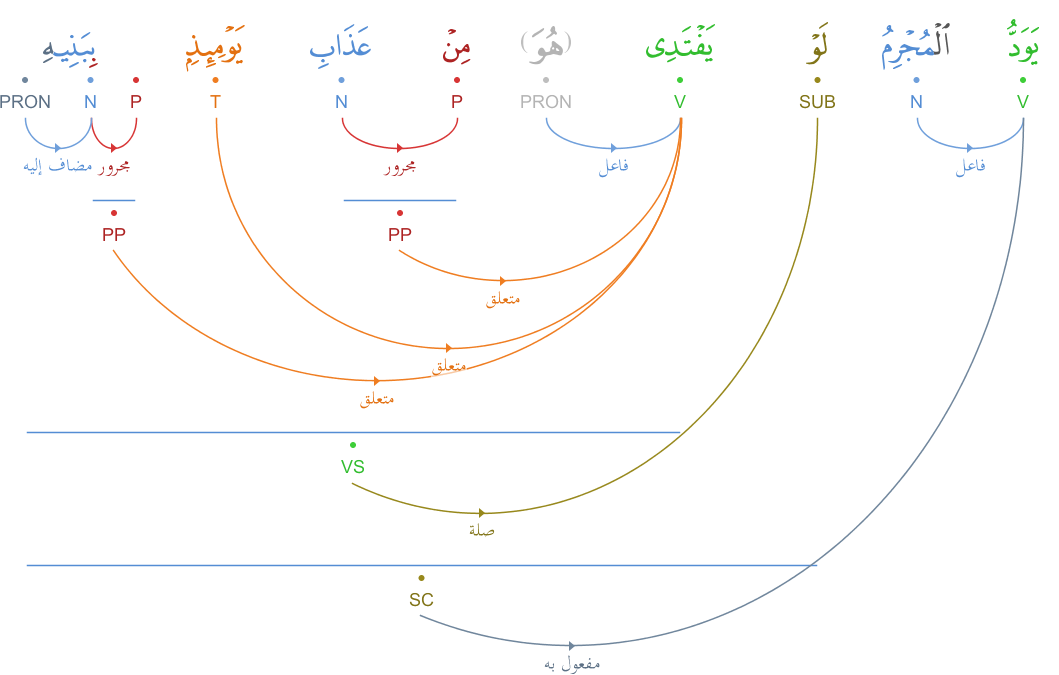 يَوَدُّ ٱلْمُجْرِمُ لَوْ يَفْتَدِى (هُوَ) مِنْ عَذَابِ يَوْمِئِذٍۭ بِبَنِيهِ
V N SUB V PRON P N T P N PRON
فاعل فاعل مجرور مجرور مضاف إليه
PP PP
متعلق
متعلق
متعلق
VS
صلة
SC
مفعول به